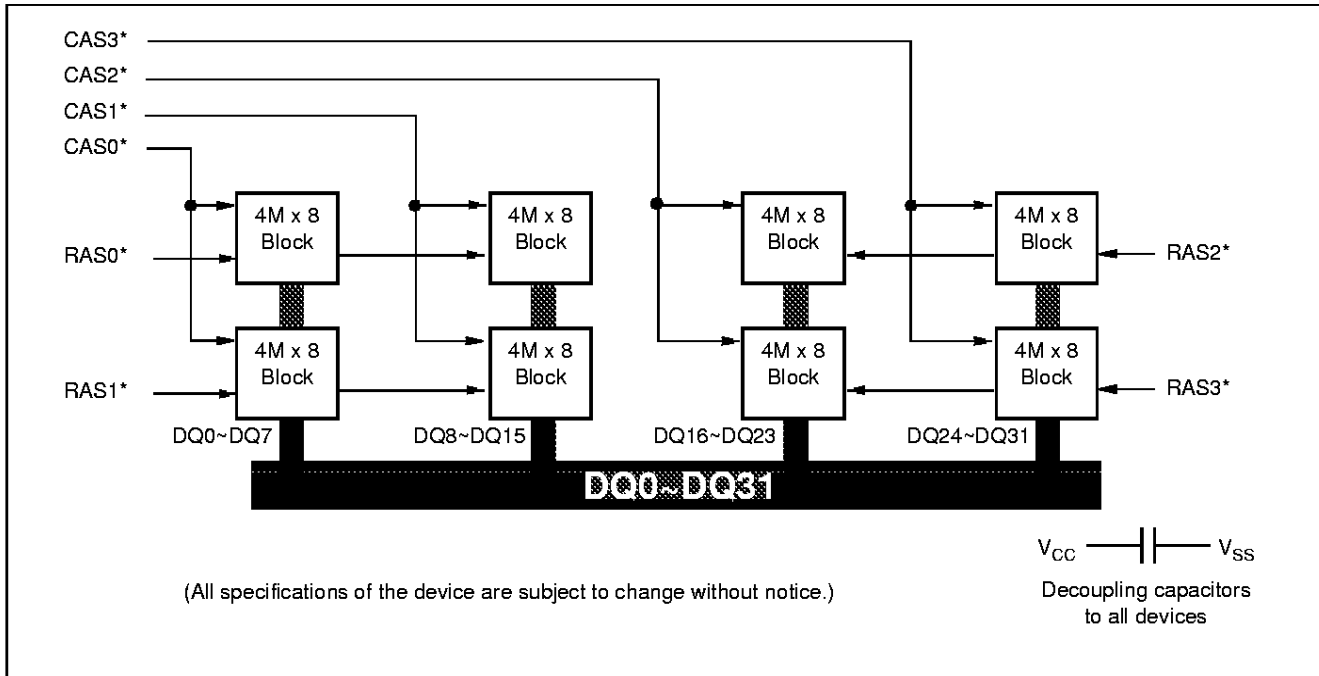 CAS3*
CAS2*
CAS1*
CAS0*
4M x 8
Block
4M x 8
Block
4M x 8
Block
4M x 8
Block
RAS0*
RAS2*
4M x 8
Block
4M x 8
Block
4M x 8
Block
4M x 8
Block
RAS1*
RAS3*
DQ0~DQ7
DQ8~DQ15
DQ16~DQ23
DQ24~DQ31
DQ0~DQ31
VCC
VSS
(All specifications of the device are subject to change without notice.)
Decoupling capacitors
to all devices